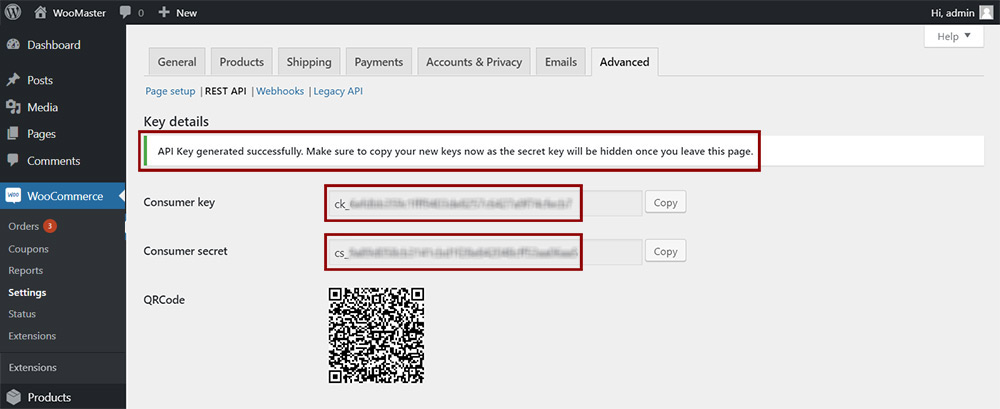 WooMaster 0 New Hi, admin
Help
Dashboard
Posts
Media
Pages
Comments
WooCommerce
Orders 3
Coupons
Reports
Settings
Status
Extensions
Extensions
Products
General Products Shipping Payments Accounts & Privacy Emails Advanced
Page setup | REST API | Webhooks | Legacy API
Key details
API Key generated successfully. Make sure to copy your new keys now as the secret key will be hidden once you leave this page.
Consumer key ck_ Copy
Consumer secret cs_ Copy
QRCode